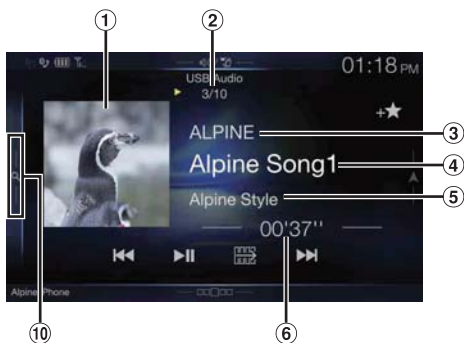 ① ②
01:18 PM
USB Audio
3/10
+★
ALPINE ③
Alpine Song1 ④
Alpine Style ⑤
00'37''
Alpine Phone
⑩ ⑥